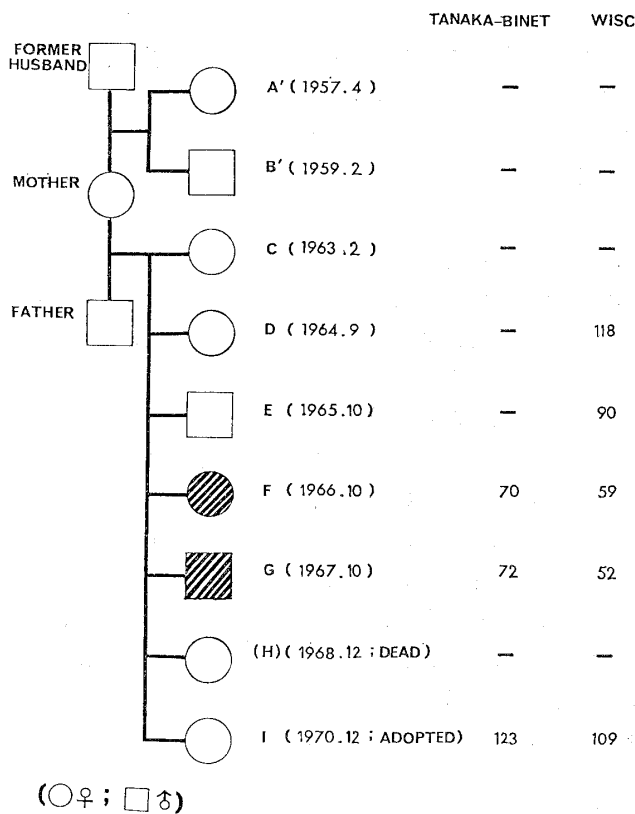 TANAKA-BINET WISC
FORMER
HUSBAND
A' (1957.4) — —
B' (1959.2) — —
MOTHER
C (1963.2) — —
FATHER
D (1964.9) — 118
E (1965.10) — 90
F (1966.10) 70 59
G (1967.10) 72 52
(H) (1968.12; DEAD) — —
I (1970.12; ADOPTED) 123 109
(○♀; □♂)